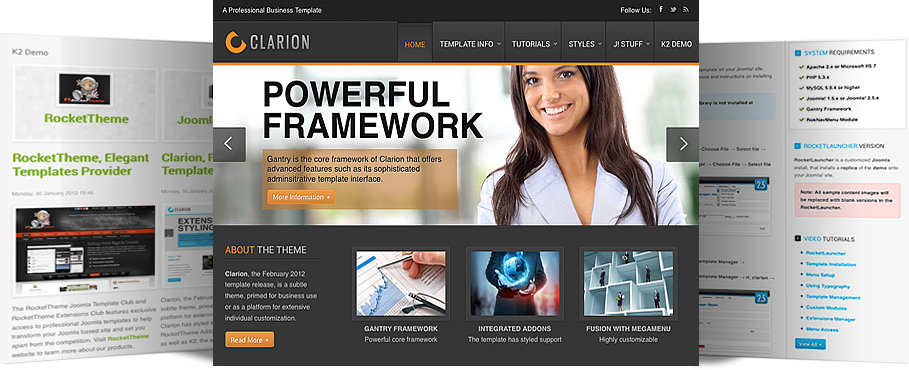 A Professional Business Template
Follow Us:
CLARION
HOME
TEMPLATE INFO
TUTORIALS
STYLES
J! STUFF
K2 DEMO
POWERFUL
FRAMEWORK
Gantry is the core framework of Clarion that offers
advanced features such as its sophisticated
adminsitrative template interface.
More Information +
ABOUT THE THEME
Clarion, the February 2012
template release, is a subtle
theme, primed for business use
or as a platform for extensive
individual customization.
Read More +
GANTRY FRAMEWORK
Powerful core framework
INTEGRATED ADDONS
The template has styled support
FUSION WITH MEGAMENU
Highly customizable
K2 Demo
RocketTheme
RocketTheme, Elegant
Templates Provider
Monday, 30 January 2012 19:46
The RocketTheme Joomla Template Club and
RocketTheme Extensions Club features exclusive
access to professional Joomla templates to help
transform your Joomla based site and set you
apart from the competition. Visit RocketTheme
website to learn more about our products.
Joom
Clarion, F
Monday, 30 January
CLARION
EXTEN
STYLING
Clarion, the Febr
subtle theme, pri
for extensive indi
Clarion has styled
RocketTheme Add
as well as K2, the a
SYSTEM REQUIREMENTS
Apache 2.x or Microsoft IIS 7
PHP 5.3.x
MySQL 5.0.4 or higher
Joomla! 1.5.x or Joomla! 2.5.x
Gantry Framework
RokNavMenu Module
ROCKETLAUNCHER VERSION
RocketLauncher is a customized Joomla
install, that installs a replica of the demo onto
your Joomla! site.
Note: All sample content images will
be replaced with blank versions in the
RocketLauncher.
VIDEO TUTORIALS
RocketLauncher
Template Installation
Menu Setup
Using Typography
Template Management
Custom Modules
Extensions Manager
Menu Access
View All +